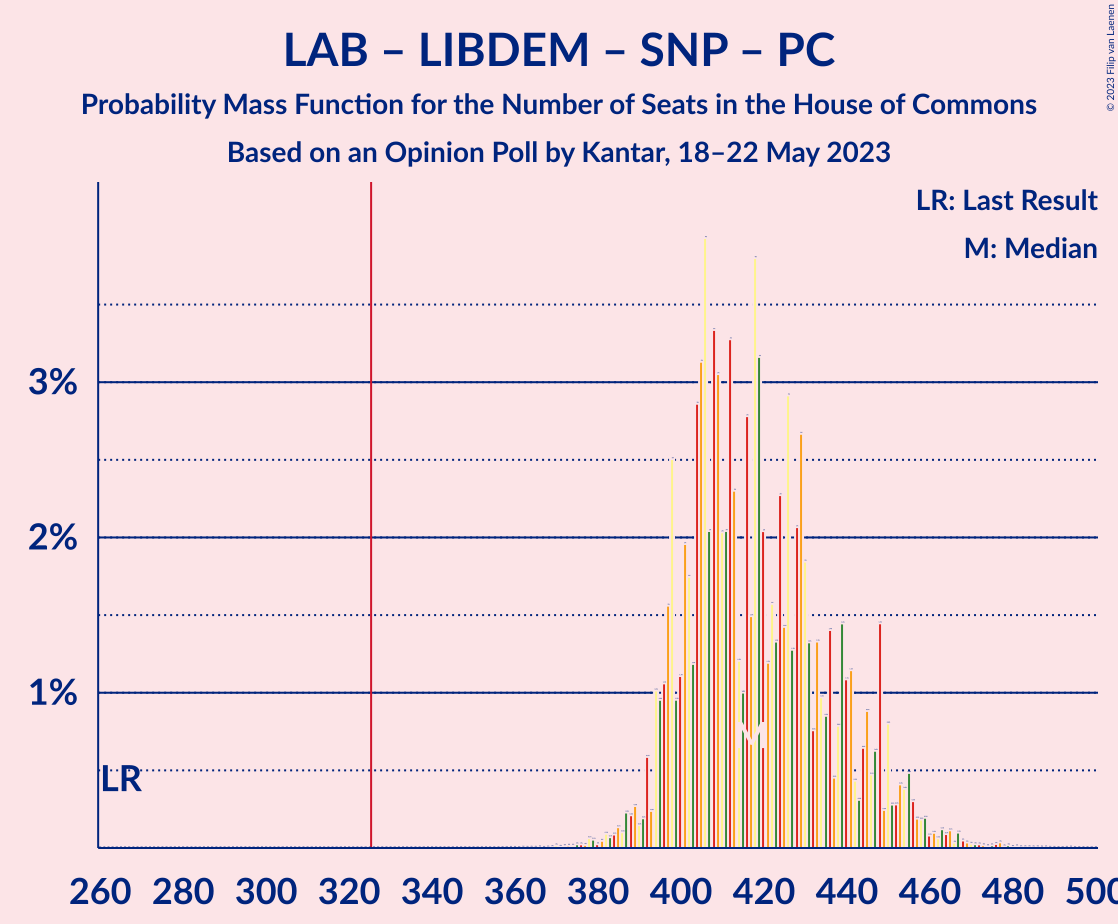 LAB – LIBDEM – SNP – PC
Probability Mass Function for the Number of Seats in the House of Commons
Based on an Opinion Poll by Kantar, 18–22 May 2023
© 2023 Filip van Laenen
LR: Last Result
M: Median
3%
2%
1%
LR
260 280 300 320 340 360 380 400 420 440 460 480 500